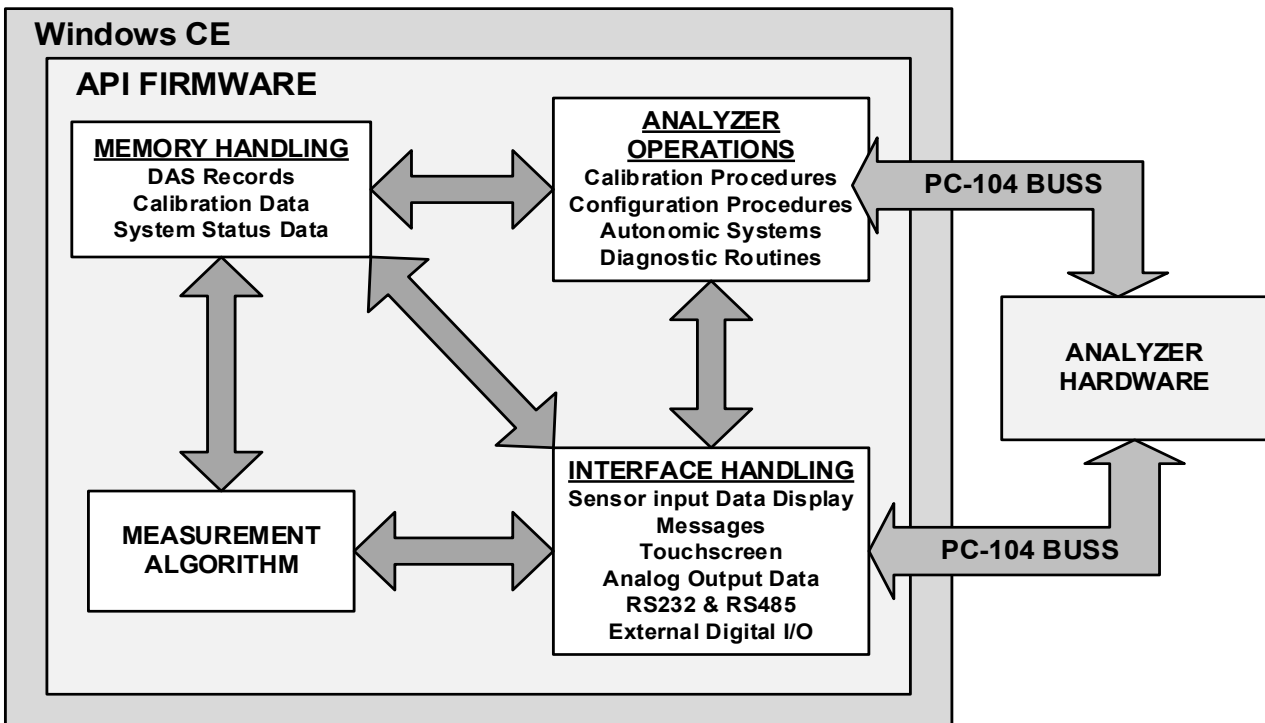 Windows CE
API FIRMWARE
MEMORY HANDLING
DAS Records
Calibration Data
System Status Data
ANALYZER
OPERATIONS
Calibration Procedures
Configuration Procedures
Autonomic Systems
Diagnostic Routines
PC-104 BUSS
ANALYZER
HARDWARE
MEASUREMENT
ALGORITHM
INTERFACE HANDLING
Sensor input Data Display
Messages
Touchscreen
Analog Output Data
RS232 & RS485
External Digital I/O
PC-104 BUSS